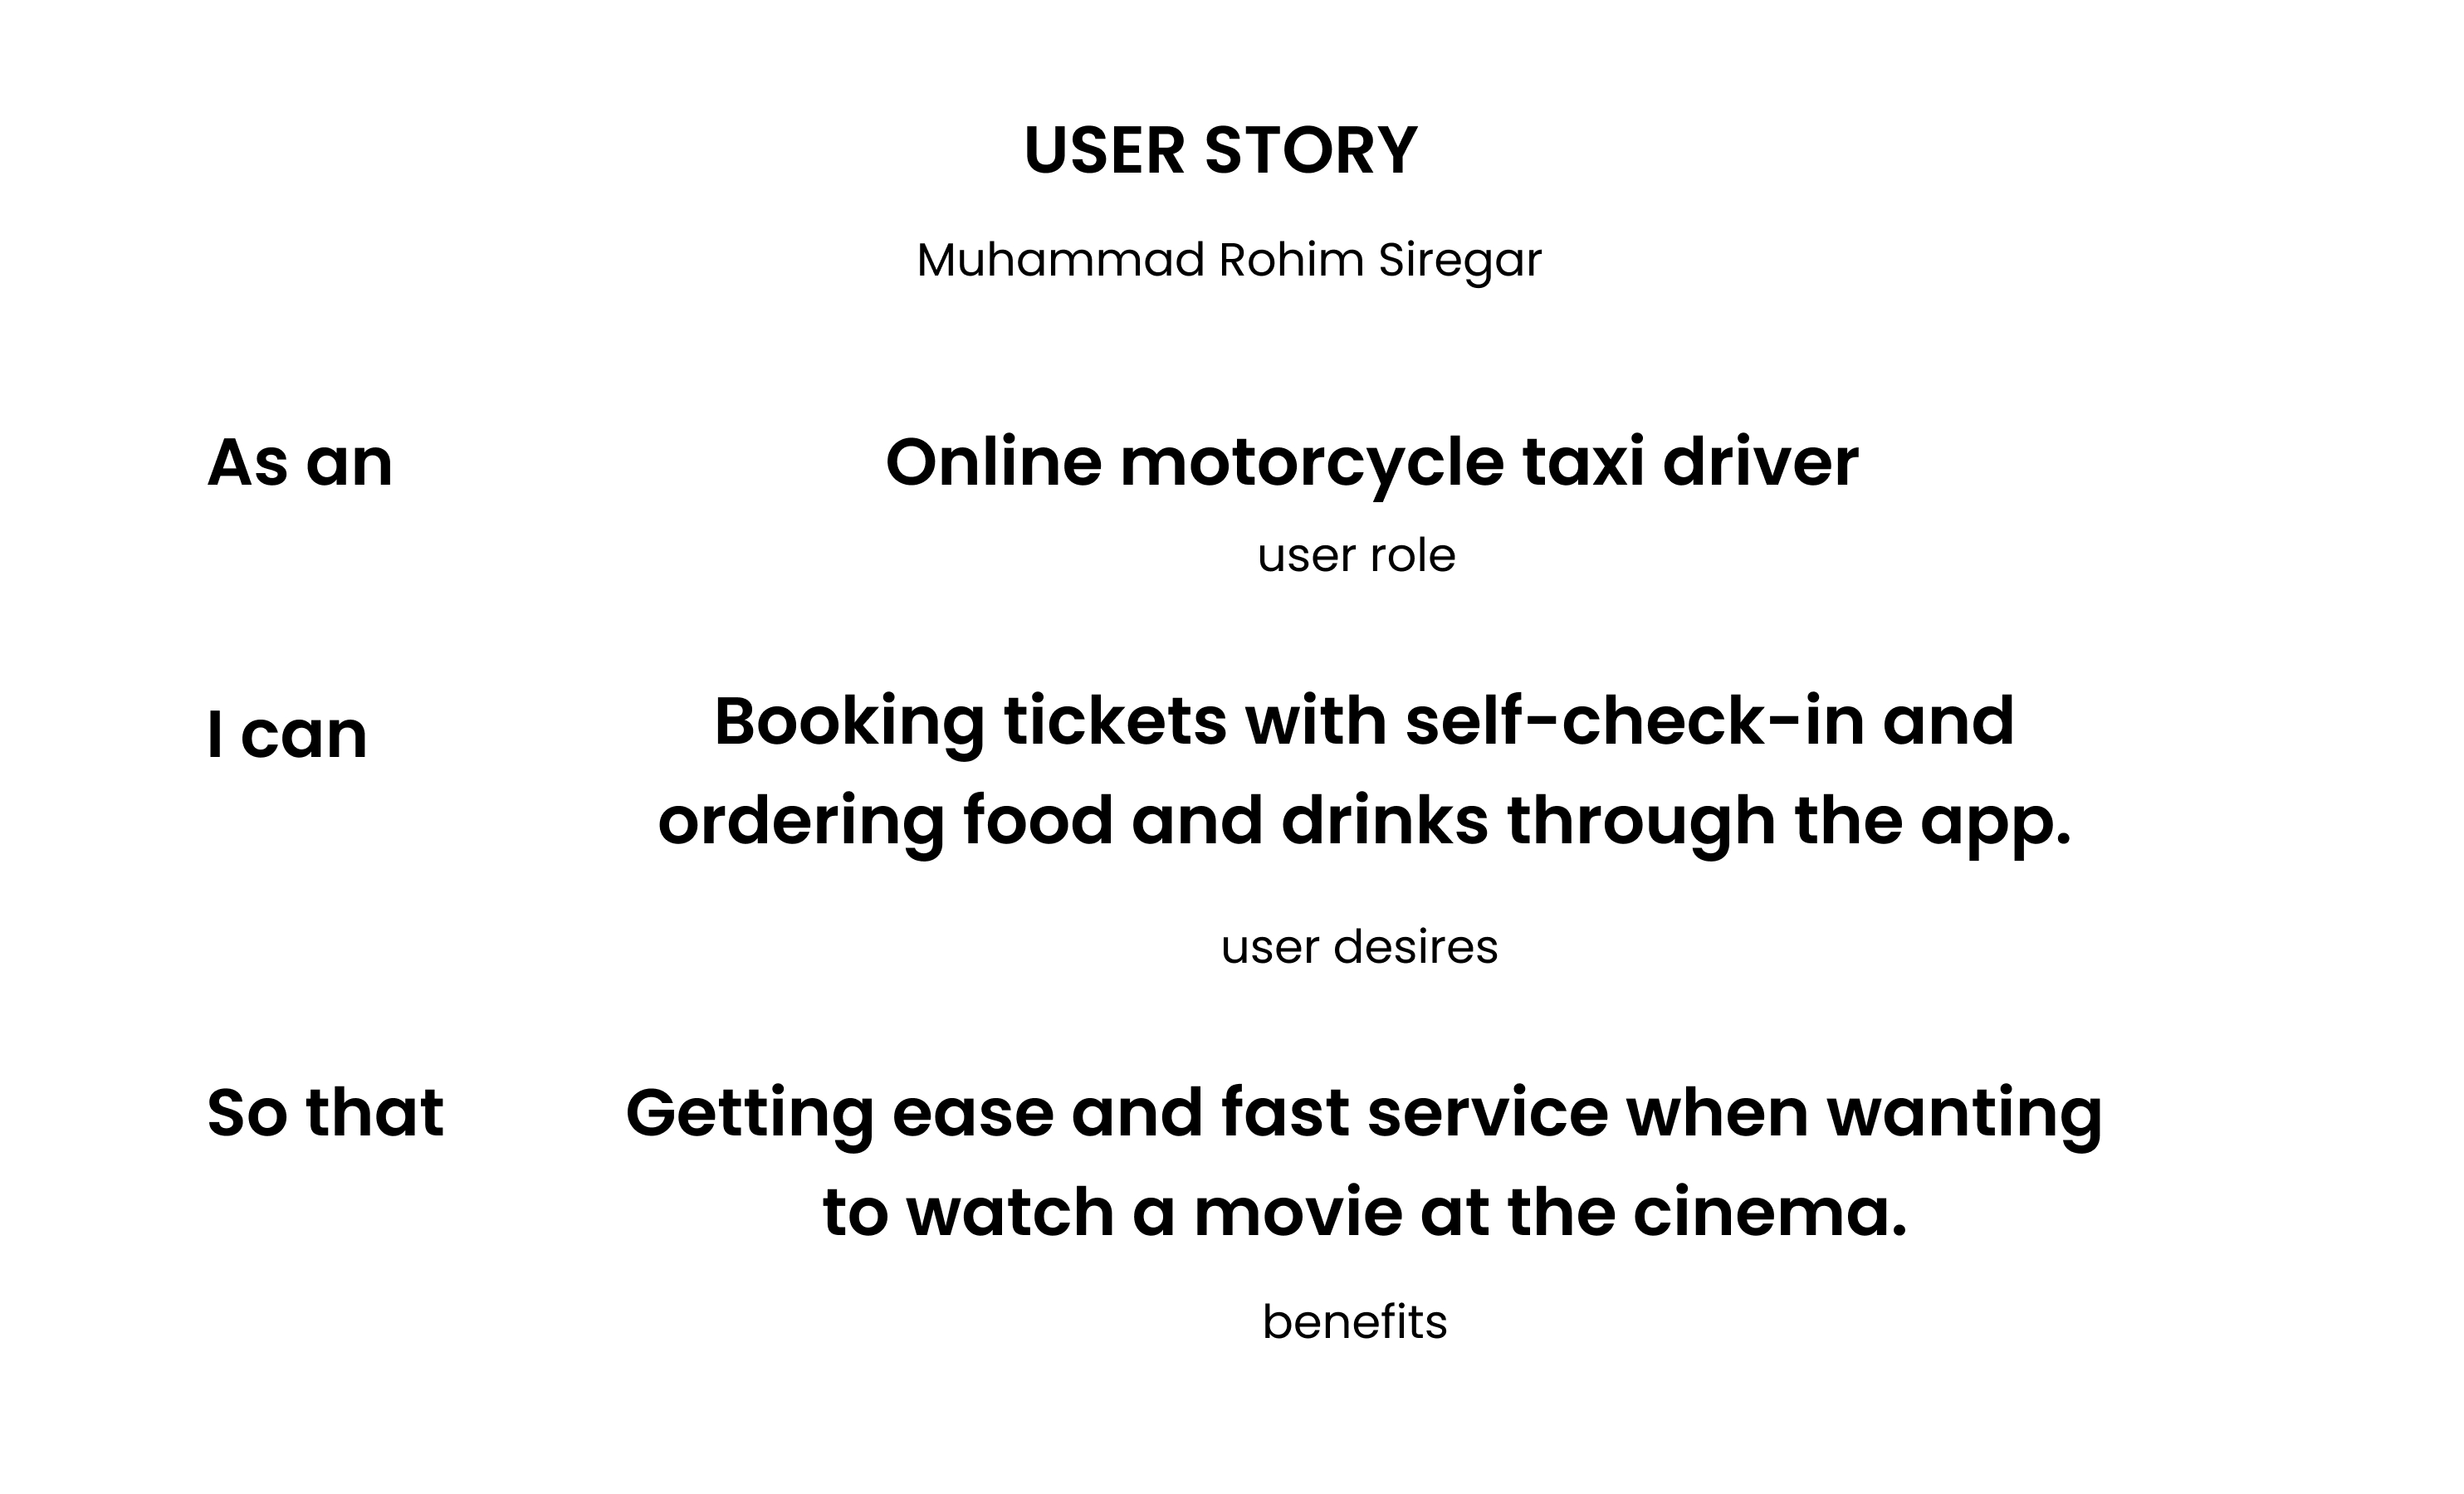 USER STORY
Muhammad Rohim Siregar
As an
Online motorcycle taxi driver
user role
I can
Booking tickets with self-check-in and
ordering food and drinks through the app.
user desires
So that
Getting ease and fast service when wanting
to watch a movie at the cinema.
benefits